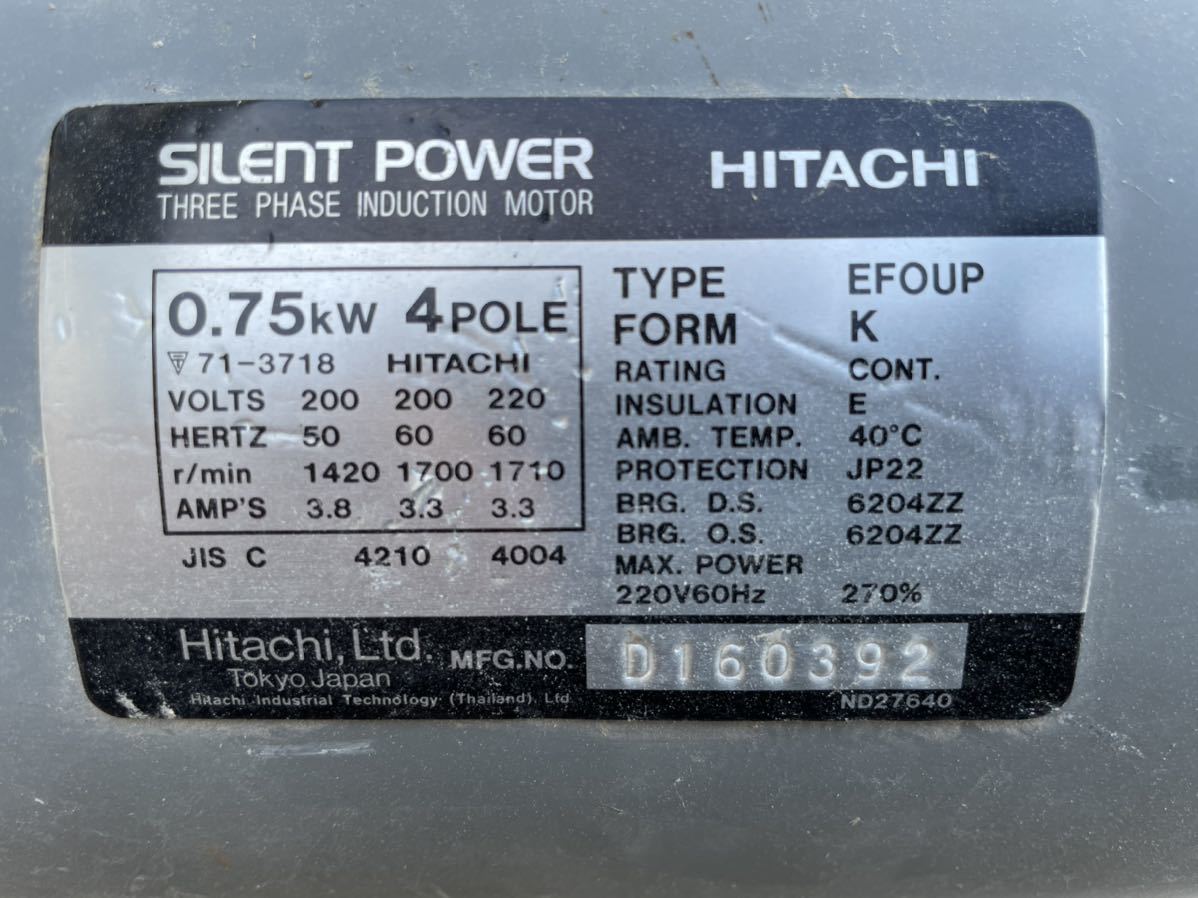 SILENT POWER HITACHI
THREE PHASE INDUCTION MOTOR
0.75kW 4POLE
71-3718 HITACHI
VOLTS 200 200 220
HERTZ 50 60 60
r/min 1420 1700 1710
AMP'S 3.8 3.3 3.3
JIS C 4210 4004
TYPE EFOUP
FORM K
RATING CONT.
INSULATION E
AMB. TEMP. 40°C
PROTECTION JP22
BRG. D.S. 6204ZZ
BRG. O.S. 6204ZZ
MAX. POWER
220V60Hz 270%
Hitachi, Ltd. MFG.NO. D160392
Tokyo Japan
Hitachi Industrial Technology (Thailand), Ltd. ND27640